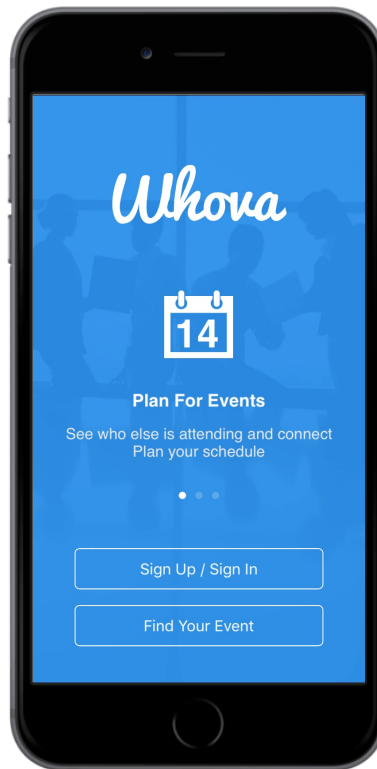 Whova
14
Plan For Events
See who else is attending and connect
Plan your schedule
Sign Up / Sign In
Find Your Event